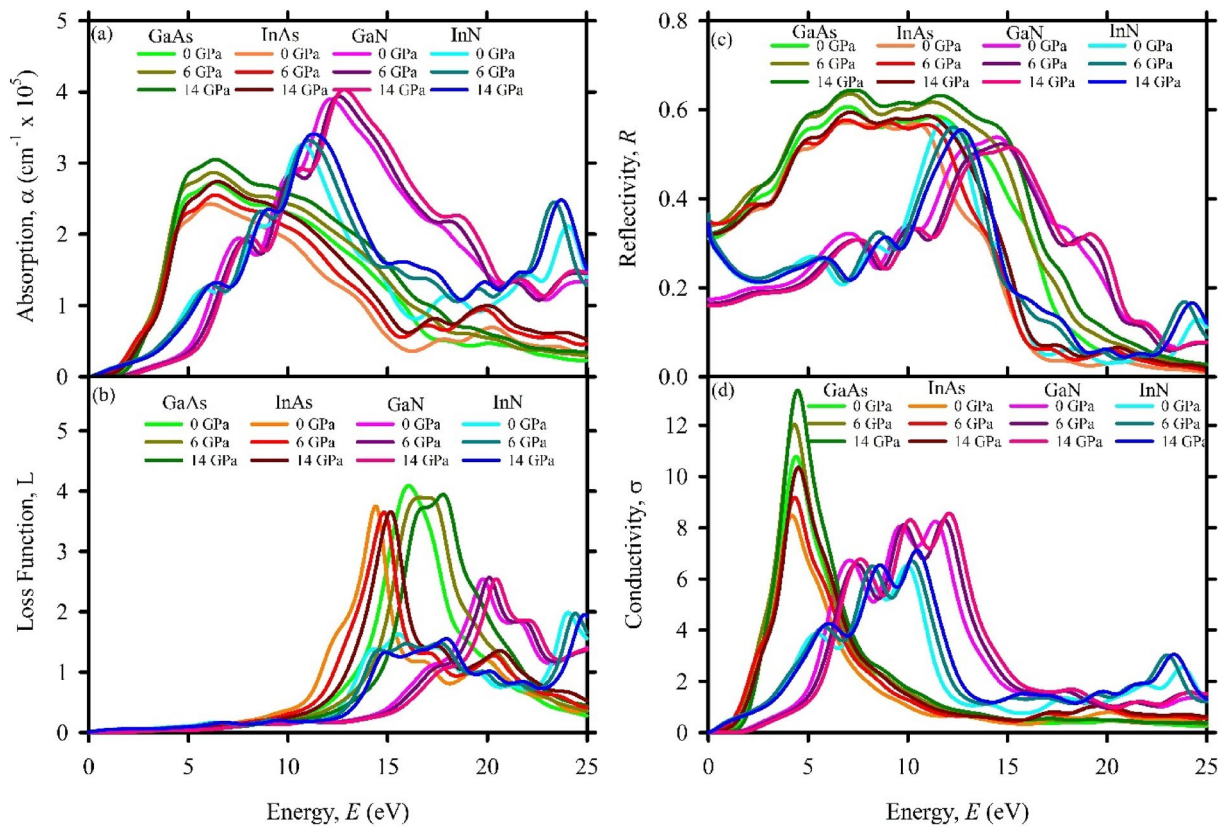 (a)
GaAs InAs GaN InN
0 GPa 0 GPa 0 GPa 0 GPa
6 GPa 6 GPa 6 GPa 6 GPa
14 GPa 14 GPa 14 GPa 14 GPa
5
4
3
2
1
0
Absorption, α (cm⁻¹ x 10⁵)
(c)
GaAs InAs GaN InN
0 GPa 0 GPa 0 GPa 0 GPa
6 GPa 6 GPa 6 GPa 6 GPa
14 GPa 14 GPa 14 GPa 14 GPa
0.8
0.6
0.4
0.2
0.0
Reflectivity, R
(b)
GaAs InAs GaN InN
0 GPa 0 GPa 0 GPa 0 GPa
6 GPa 6 GPa 6 GPa 6 GPa
14 GPa 14 GPa 14 GPa 14 GPa
5
4
3
2
1
0
Loss Function, L
0 5 10 15 20 25
Energy, E (eV)
(d)
GaAs InAs GaN InN
0 GPa 0 GPa 0 GPa 0 GPa
6 GPa 6 GPa 6 GPa 6 GPa
14 GPa 14 GPa 14 GPa 14 GPa
12
10
8
6
4
2
0
Conductivity, σ
0 5 10 15 20 25
Energy, E (eV)